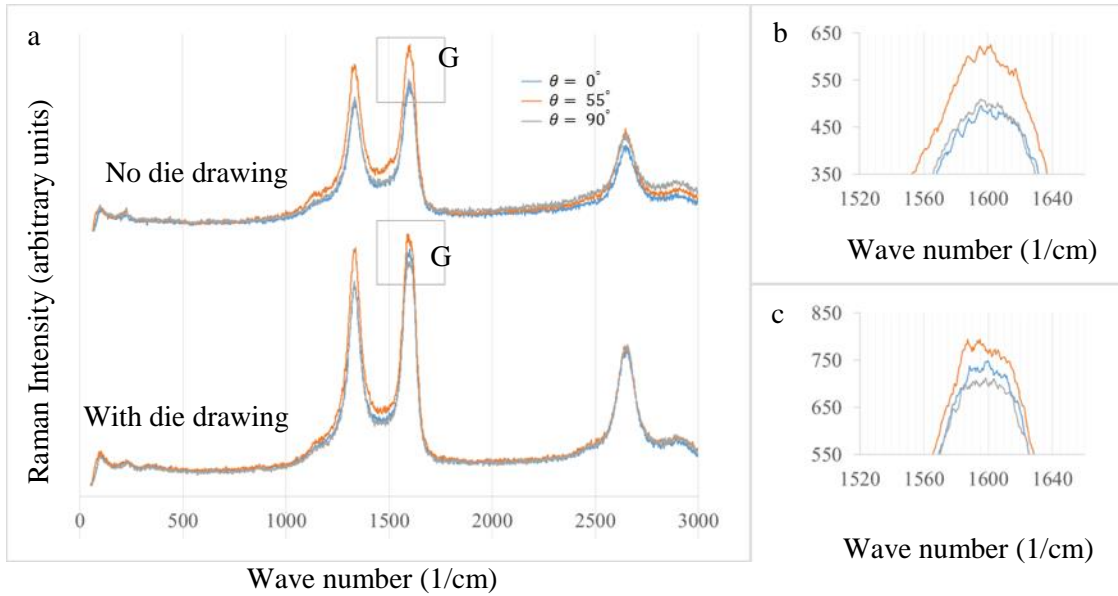 a
G
θ = 0°
θ = 55°
θ = 90°
No die drawing
G
With die drawing
Raman Intensity (arbitrary units)
0 500 1000 1500 2000 2500 3000
Wave number (1/cm)
b
650
550
450
350
1520 1560 1600 1640
Wave number (1/cm)
c
850
750
650
550
1520 1560 1600 1640
Wave number (1/cm)